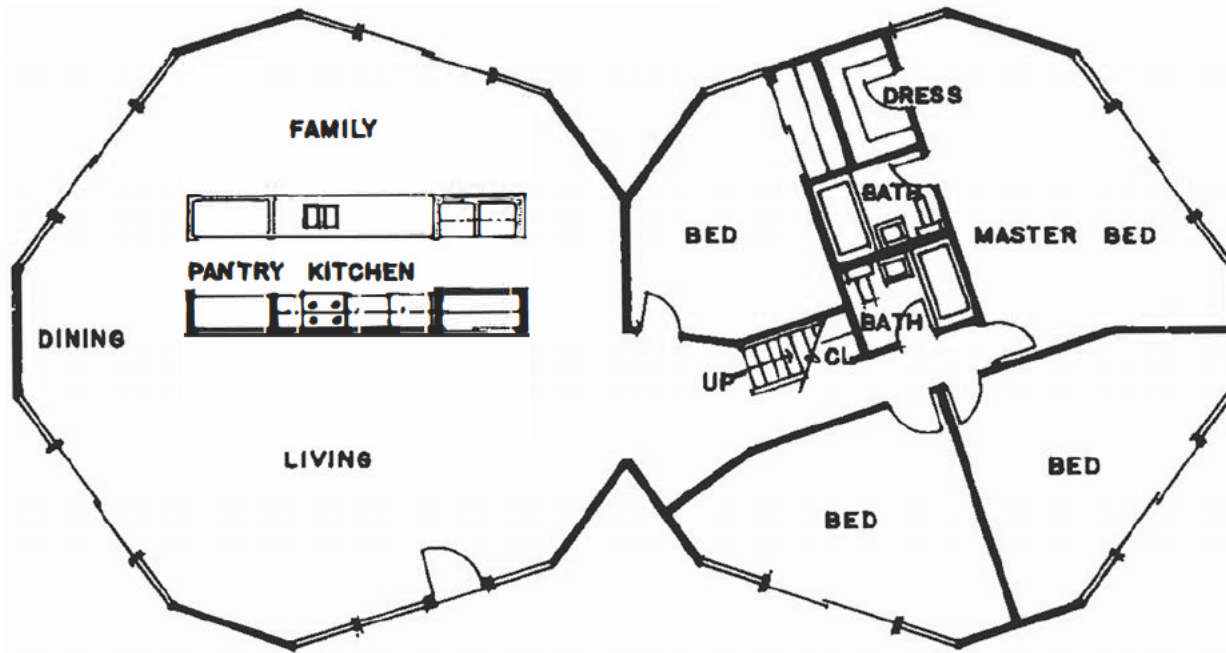 FAMILY
DRESS
BATH
BED
MASTER BED
PANTRY KITCHEN
DINING
BATH
CL
UP
LIVING
BED
BED